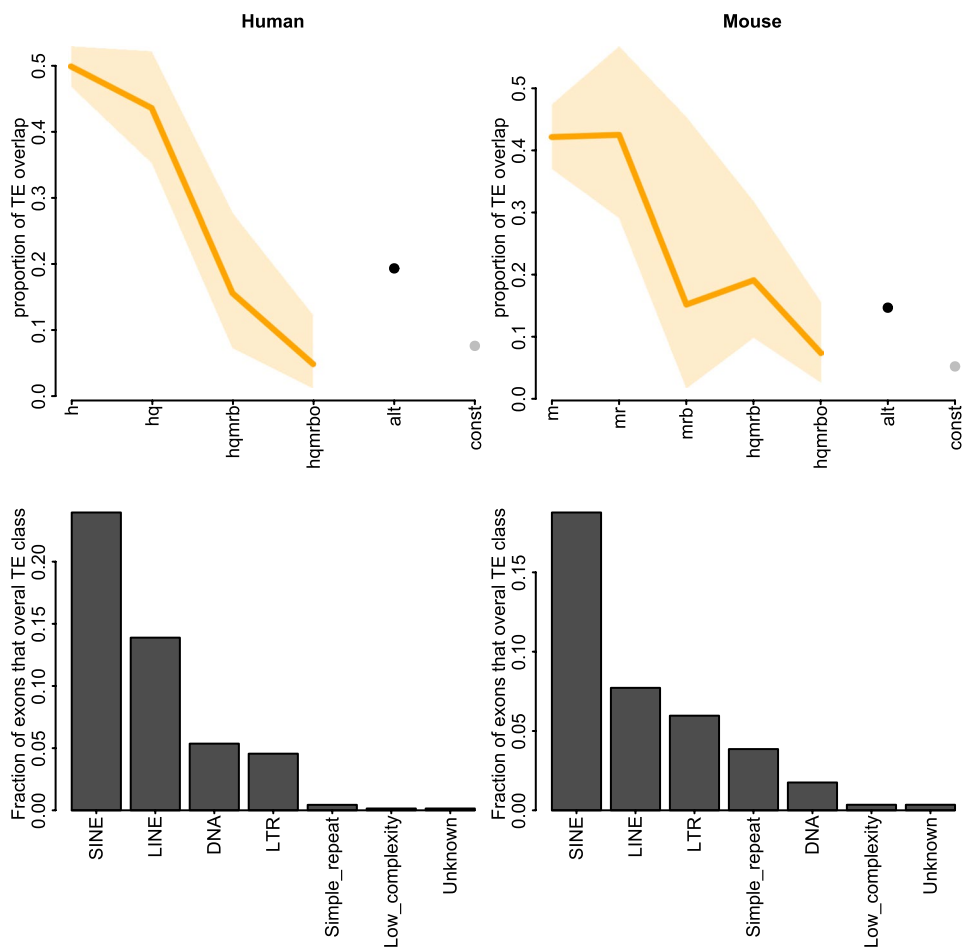 Human
proportion of TE overlap
0.5
0.4
0.3
0.2
0.1
0.0
h
hq
hqmrb
hqmrbo
alt
const
Mouse
proportion of TE overlap
0.5
0.4
0.3
0.2
0.1
0.0
m
mr
mrb
hqmrb
hqmrbo
alt
const
Fraction of exons that overal TE class
0.20
0.15
0.10
0.05
0.00
SINE
LINE
DNA
LTR
Simple_repeat
Low_complexity
Unknown
Fraction of exons that overal TE class
0.15
0.10
0.05
0.00
SINE
LINE
LTR
Simple_repeat
DNA
Low_complexity
Unknown